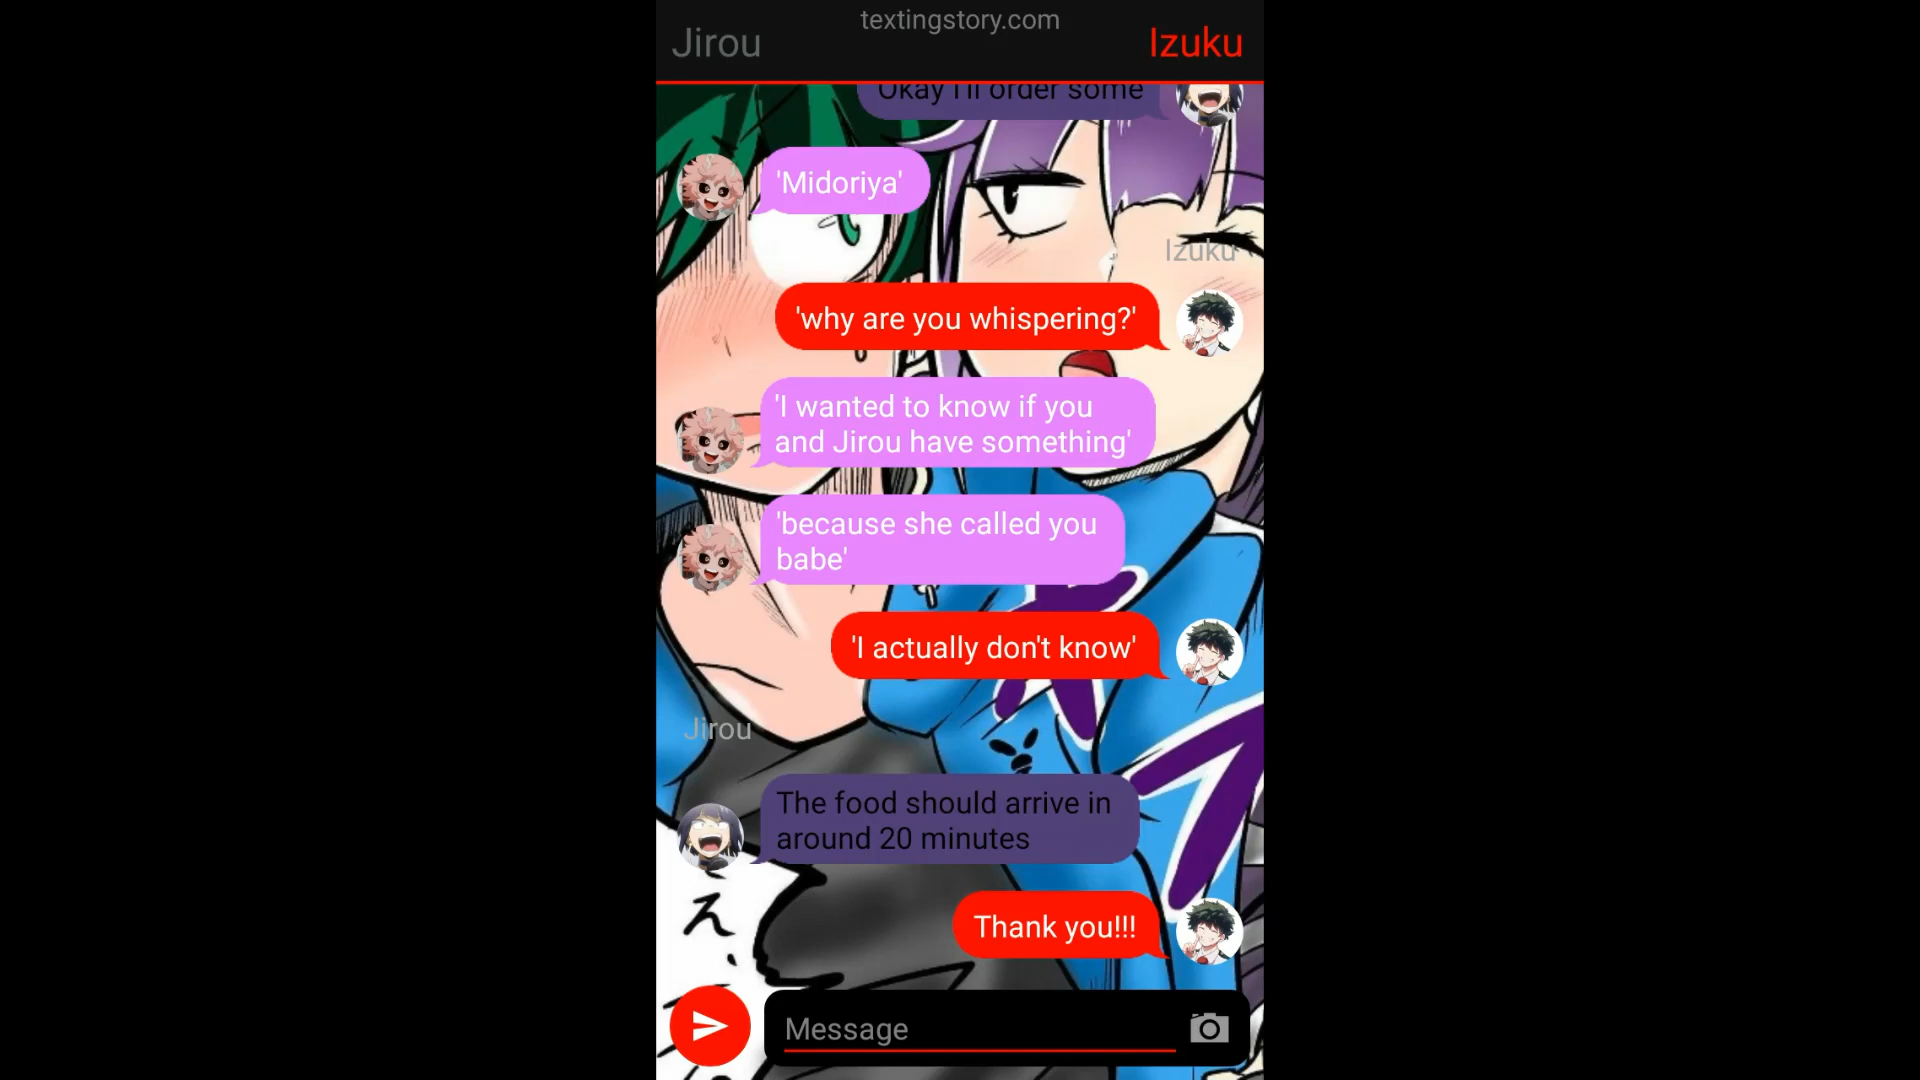 textingstory.com
Jirou
Izuku
Okay I'll order some
'Midoriya'
Izuku
'why are you whispering?'
'I wanted to know if you
and Jirou have something'
'because she called you
babe'
'I actually don't know'
Jirou
The food should arrive in
around 20 minutes
Thank you!!!
え、
Message